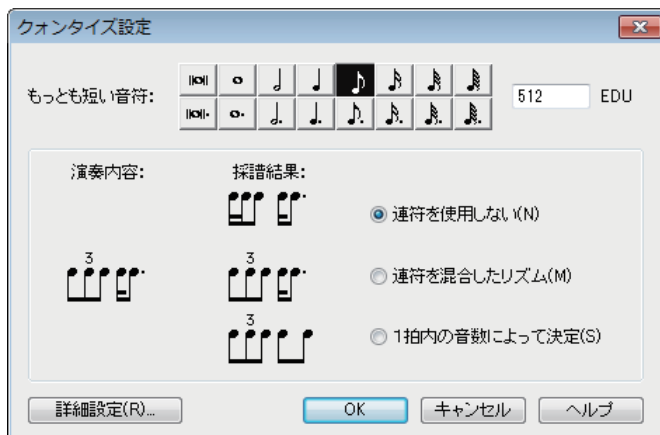 クォンタイズ設定
もっとも短い音符:
512 EDU
演奏内容: 採譜結果:
連符を使用しない(N)
3 3
連符を混合したリズム(M)
3
1拍内の音数によって決定(S)
詳細設定(R)... OK キャンセル ヘルプ